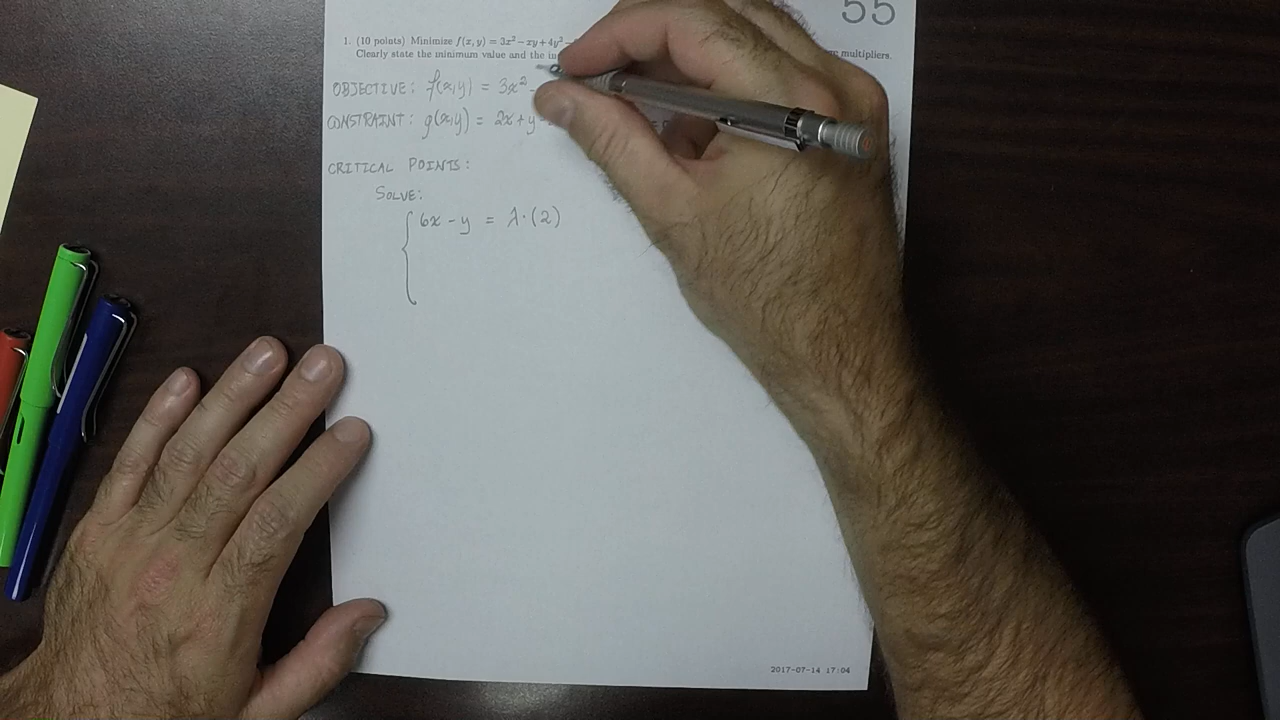 55
1. (10 points) Minimize f(x, y) = 3x² − xy + 4y²
Clearly state the minimum value and the multipliers.
OBJECTIVE: f(x,y) = 3x² -
CONSTRAINT: g(x,y) = 2x + y
CRITICAL POINTS:
SOLVE:
6x - y = λ·(2)
2017-07-14 17:04